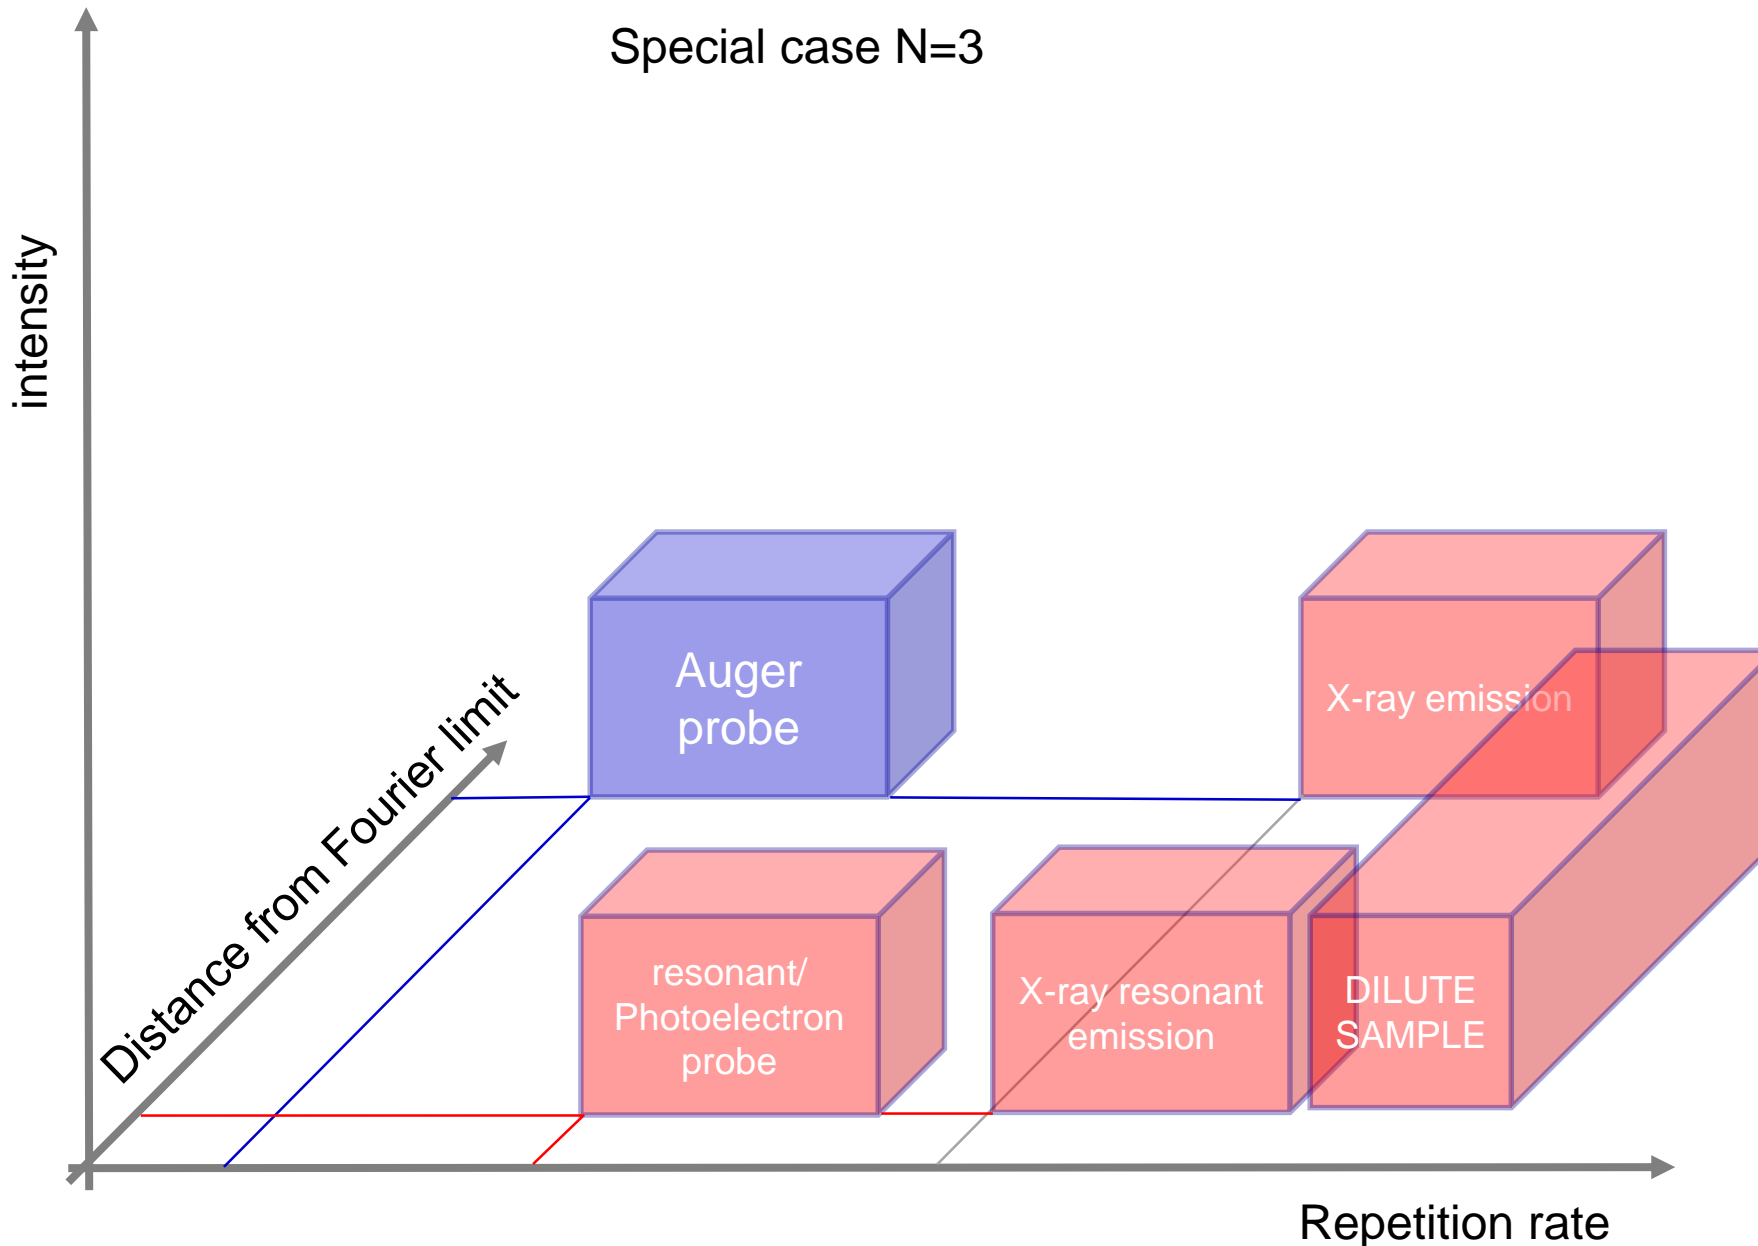 Special case N=3
intensity
Distance from Fourier limit
Auger
probe
X-ray emission
resonant/
Photoelectron
probe
X-ray resonant
emission
DILUTE
SAMPLE
Repetition rate